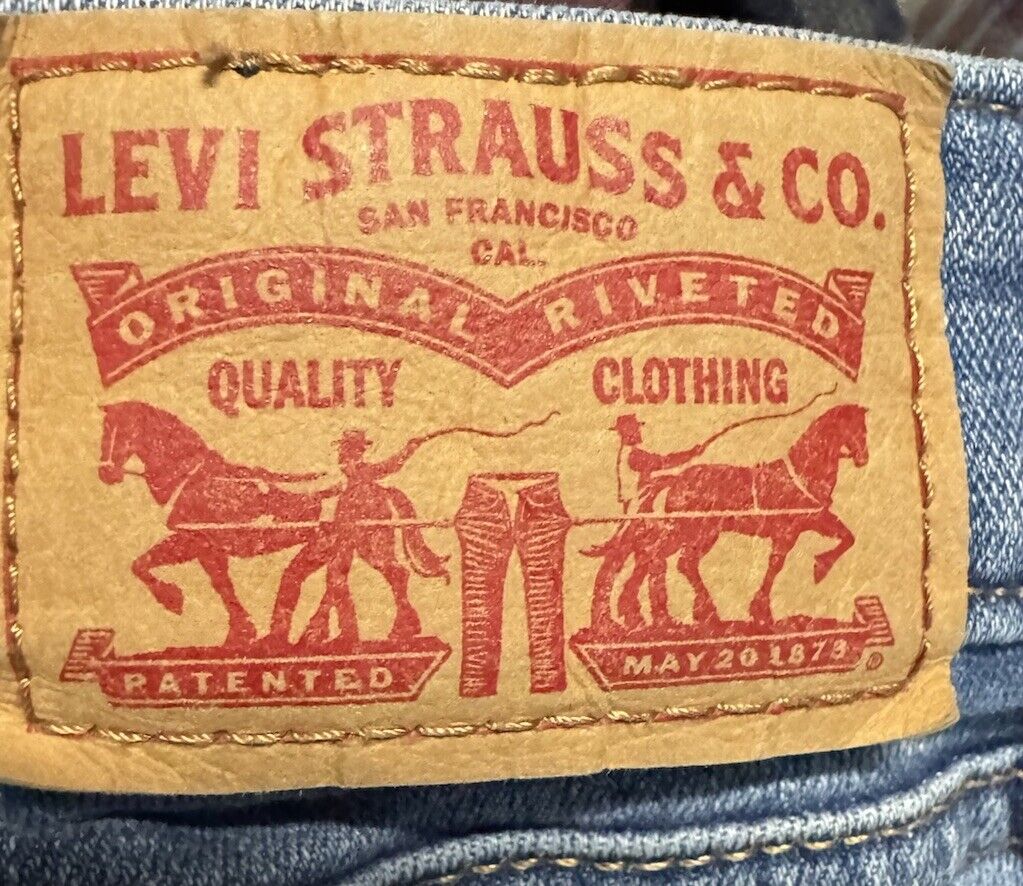 LEVI STRAUSS & CO.
SAN FRANCISCO
CAL.
ORIGINAL RIVETED
QUALITY CLOTHING
PATENTED MAY 20 1873 ®